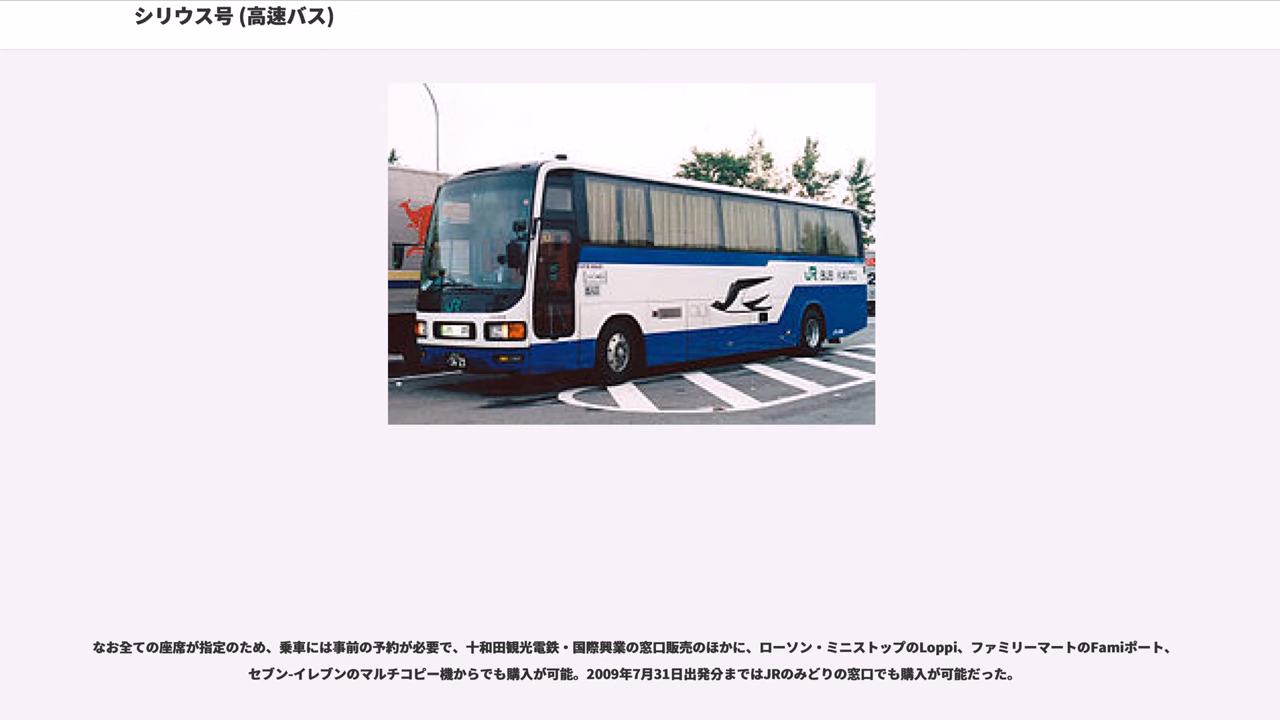 シリウス号 (高速バス)
JR BUS KANTO
JR
なお全ての座席が指定のため、乗車には事前の予約が必要で、十和田観光電鉄・国際興業の窓口販売のほかに、ローソン・ミニストップのLoppi、ファミリーマートのFamiポート、
セブン-イレブンのマルチコピー機からでも購入が可能。2009年7月31日出発分まではJRのみどりの窓口でも購入が可能だった。